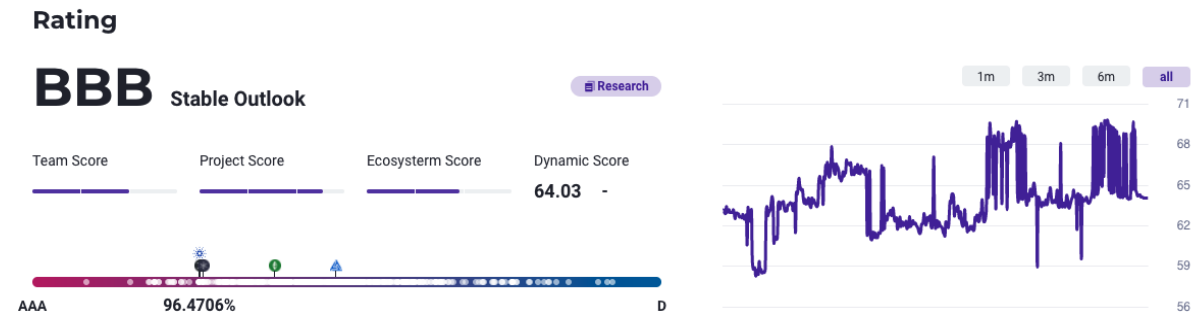 Rating
BBB Stable Outlook
Research
Team Score
Project Score
Ecosysterm Score
Dynamic Score
64.03 -
AAA
96.4706%
D
1m
3m
6m
all
71
68
65
62
59
56